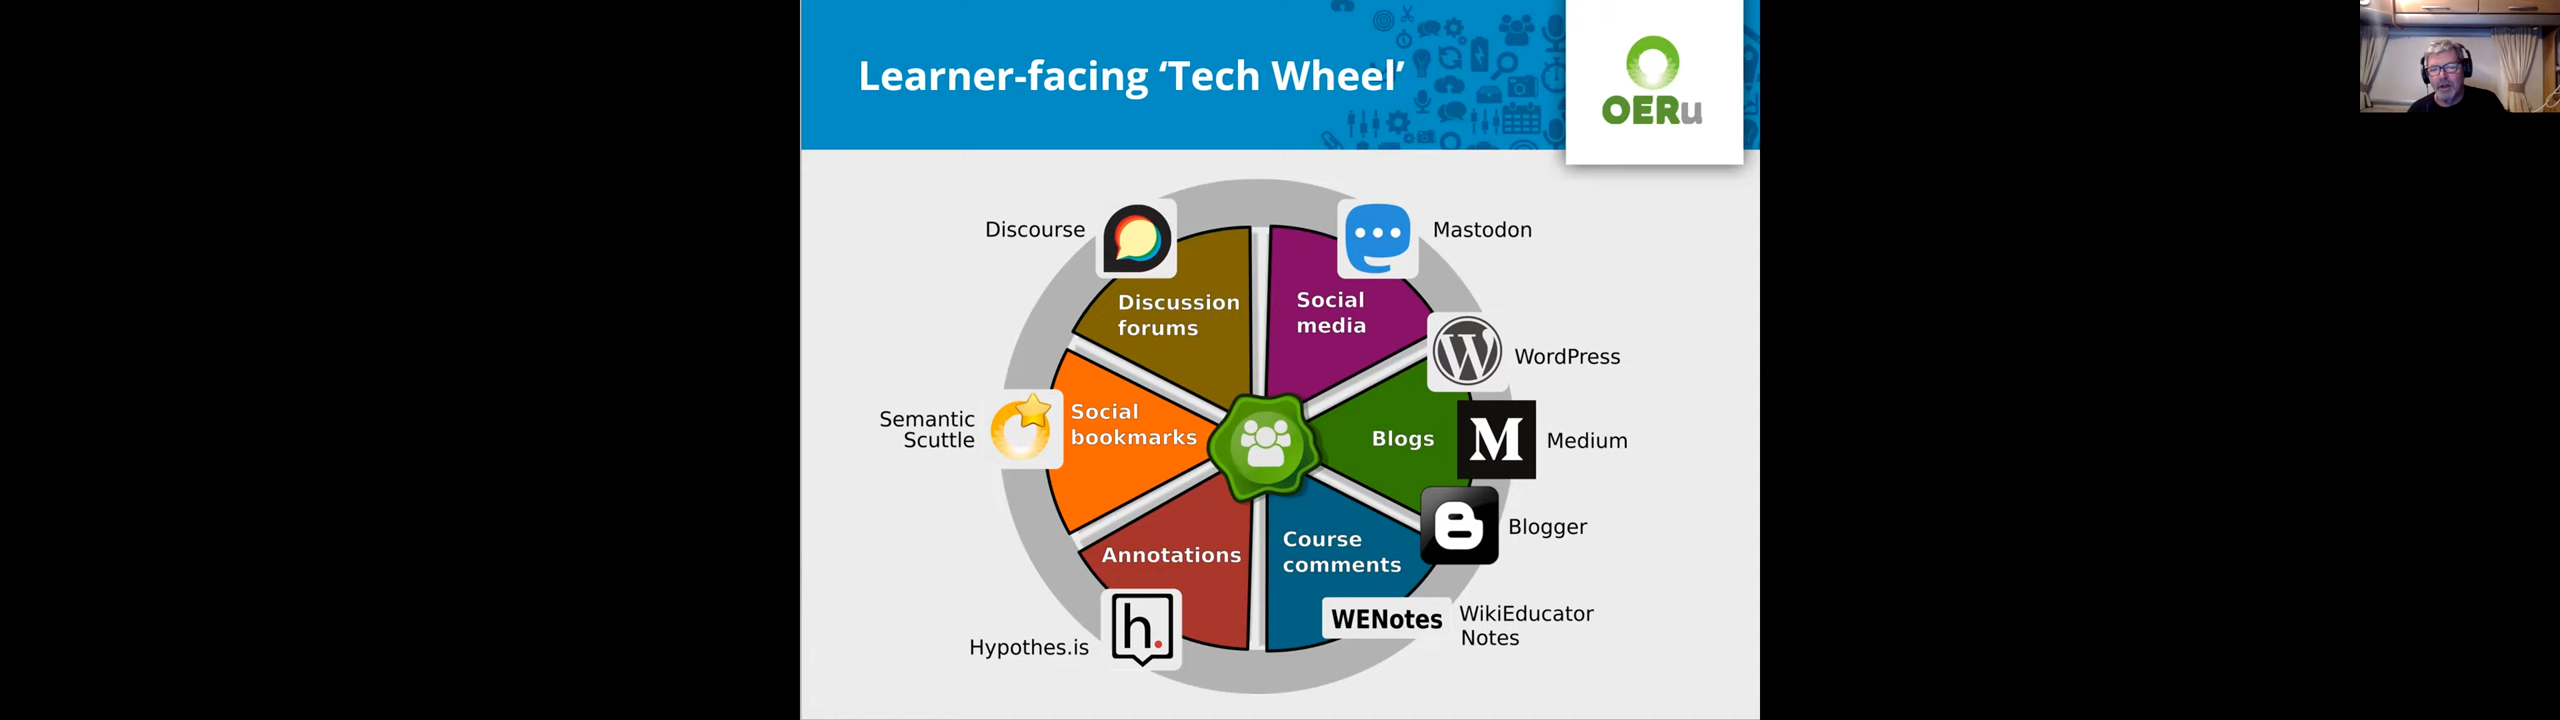 Learner-facing ‘Tech Wheel’
OERu
Discourse
Mastodon
Discussion
forums
Social
media
WordPress
Semantic
Scuttle
Social
bookmarks
Blogs
M
Medium
Blogger
Annotations
Course
comments
WENotes
WikiEducator
Notes
h.
Hypothes.is